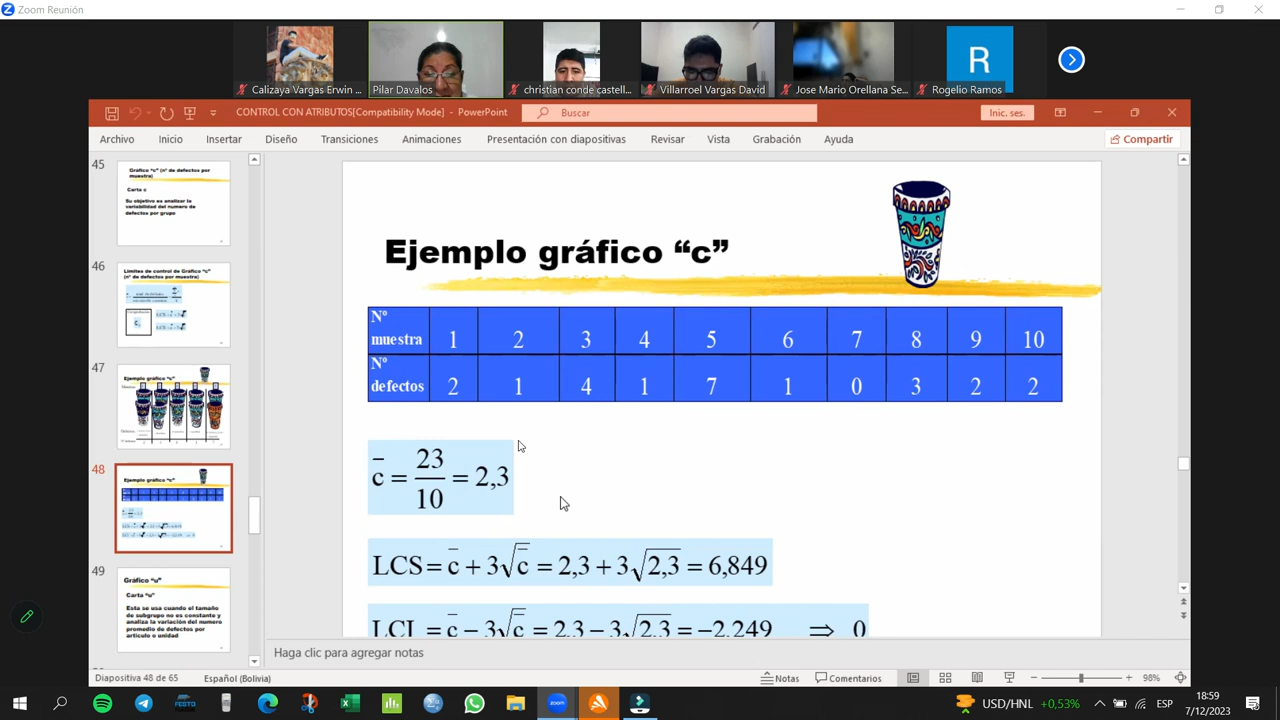 Zoom Reunión
Calizaya Vargas Erwin ...
Pilar Davalos
christian conde castell...
Villarroel Vargas David
Jose Mario Orellana Se...
R
Rogelio Ramos
CONTROL CON ATRIBUTOS[Compatibility Mode] - PowerPoint
Buscar
Inic. ses.
Archivo Inicio Insertar Diseño Transiciones Animaciones Presentación con diapositivas Revisar Vista Grabación Ayuda
Compartir
45
Gráfico “c” (nº de defectos por
muestra)
Carta c
Su objetivo es analizar la
variabilidad del numero de
defectos por grupo
46
Límites de control de Gráfico “c”
(nº de defectos por muestra)
47
Ejemplo gráfico “c”
48
Ejemplo gráfico “c”
49
Gráfico “u”
Carta “u”
Esta se usa cuando el tamaño
de subgrupo no es constante y
analiza la variación del numero
promedio de defectos por
articulo o unidad
Ejemplo gráfico “c”
Nº muestra 1 2 3 4 5 6 7 8 9 10
Nº defectos 2 1 4 1 7 1 0 3 2 2
c̅ = 23/10 = 2,3
LCS = c̅ + 3√c̅ = 2,3 + 3√2,3 = 6,849
LCI = c̅ − 3√c̅ = 2,3 − 3√2,3 = −2,249 ⇒ 0
Haga clic para agregar notas
Diapositiva 48 de 65 Español (Bolivia) Notas Comentarios 98%
FESTO
zoom
USD/HNL +0,53% ESP
18:59
7/12/2023